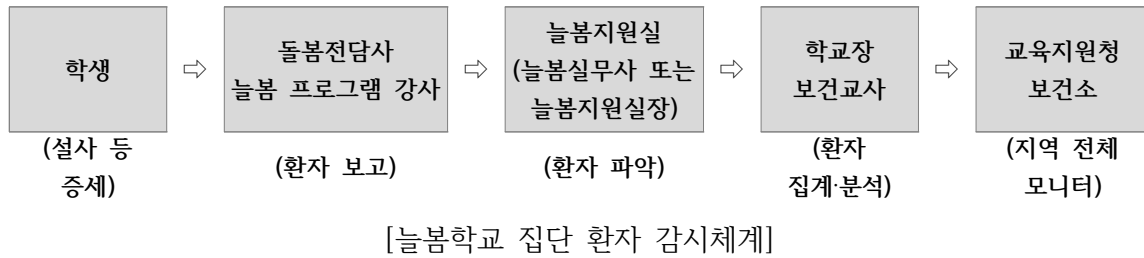 학생
⇨
돌봄전담사
늘봄 프로그램 강사
⇨
늘봄지원실
(늘봄실무사 또는
늘봄지원실장)
⇨
학교장
보건교사
⇨
교육지원청
보건소
(설사 등
증세)
(환자 보고)
(환자 파악)
(환자
집계·분석)
(지역 전체
모니터)
[늘봄학교 집단 환자 감시체계]